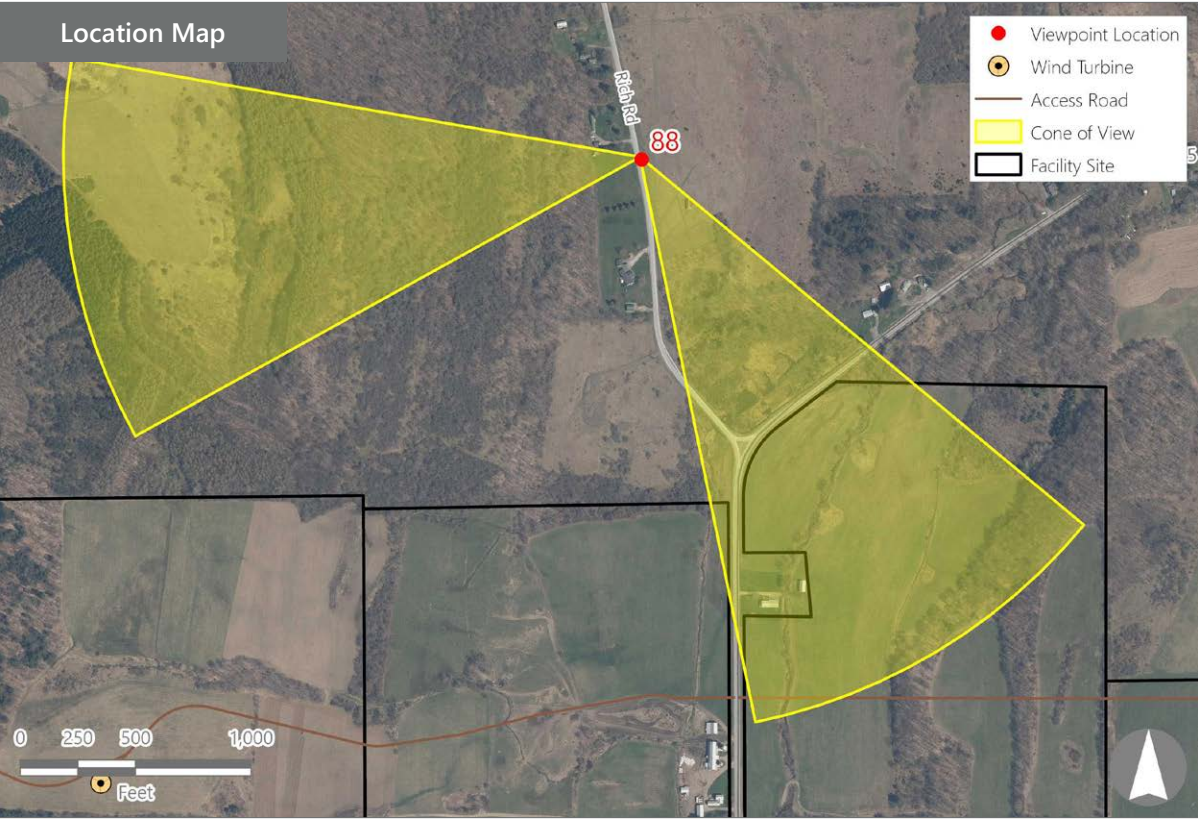 Location Map
Viewpoint Location
Wind Turbine
Access Road
Cone of View
Facility Site
Rich Rd
88
5
0 250 500 1,000
Feet